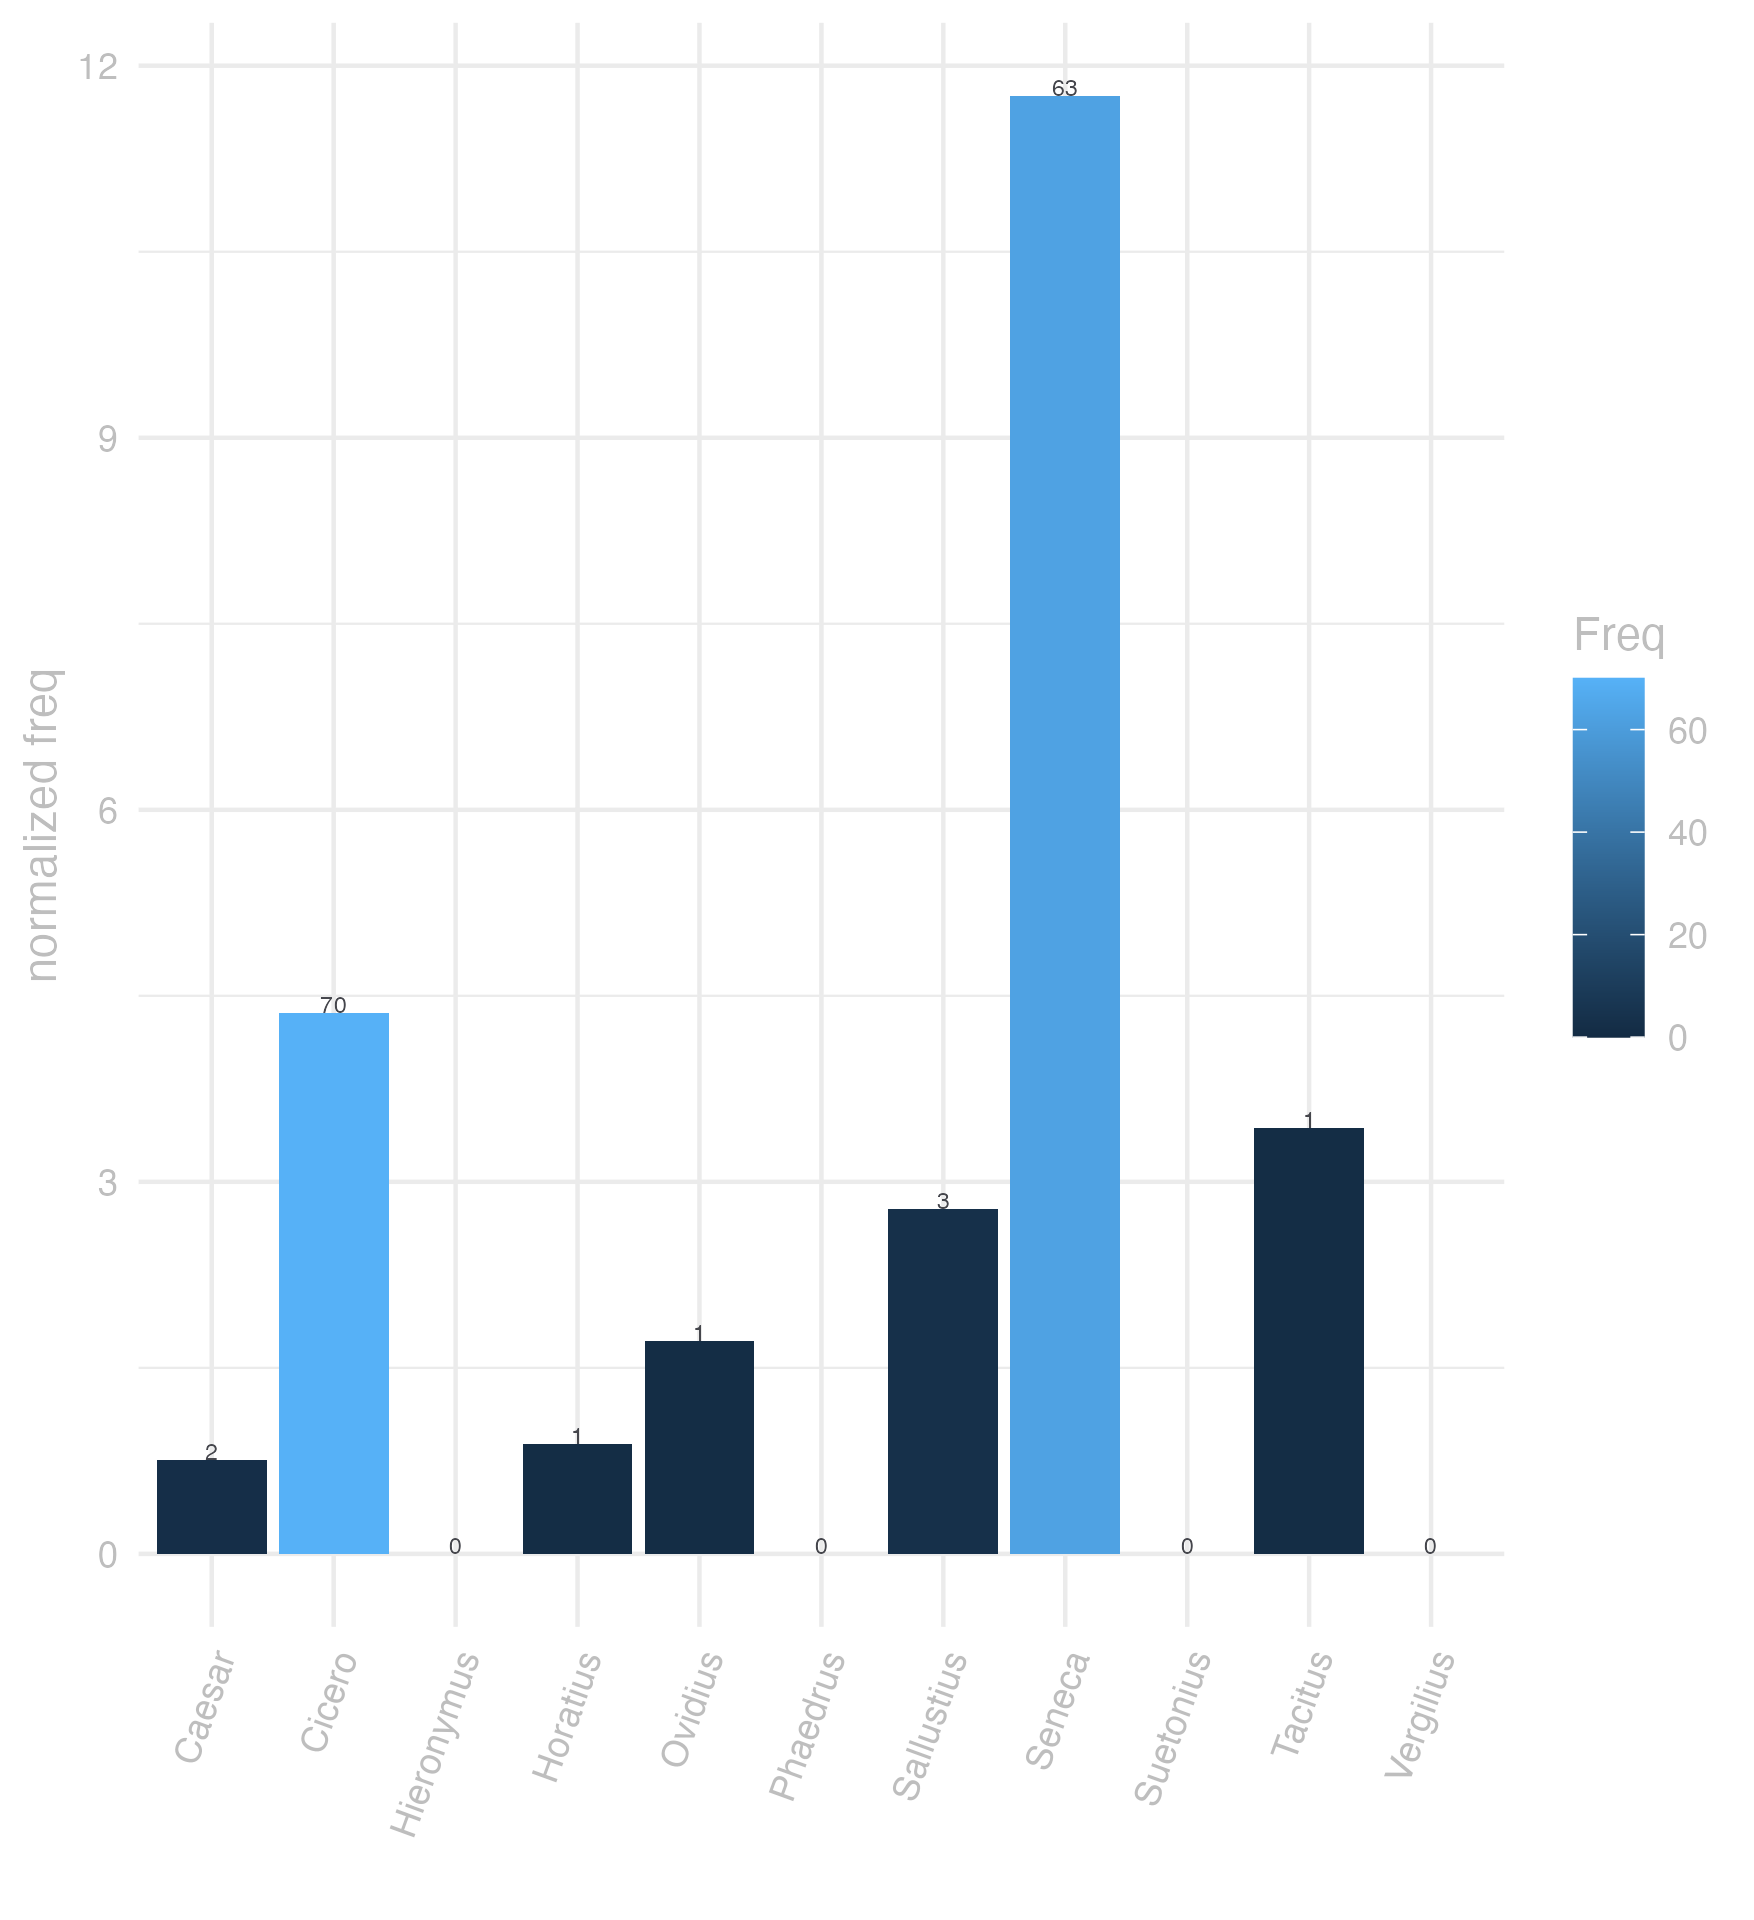 12
9
6
3
0
normalized freq
63
70
1
3
1
1
2
0
0
0
0
Caesar
Cicero
Hieronymus
Horatius
Ovidius
Phaedrus
Sallustius
Seneca
Suetonius
Tacitus
Vergilius
Freq
60
40
20
0